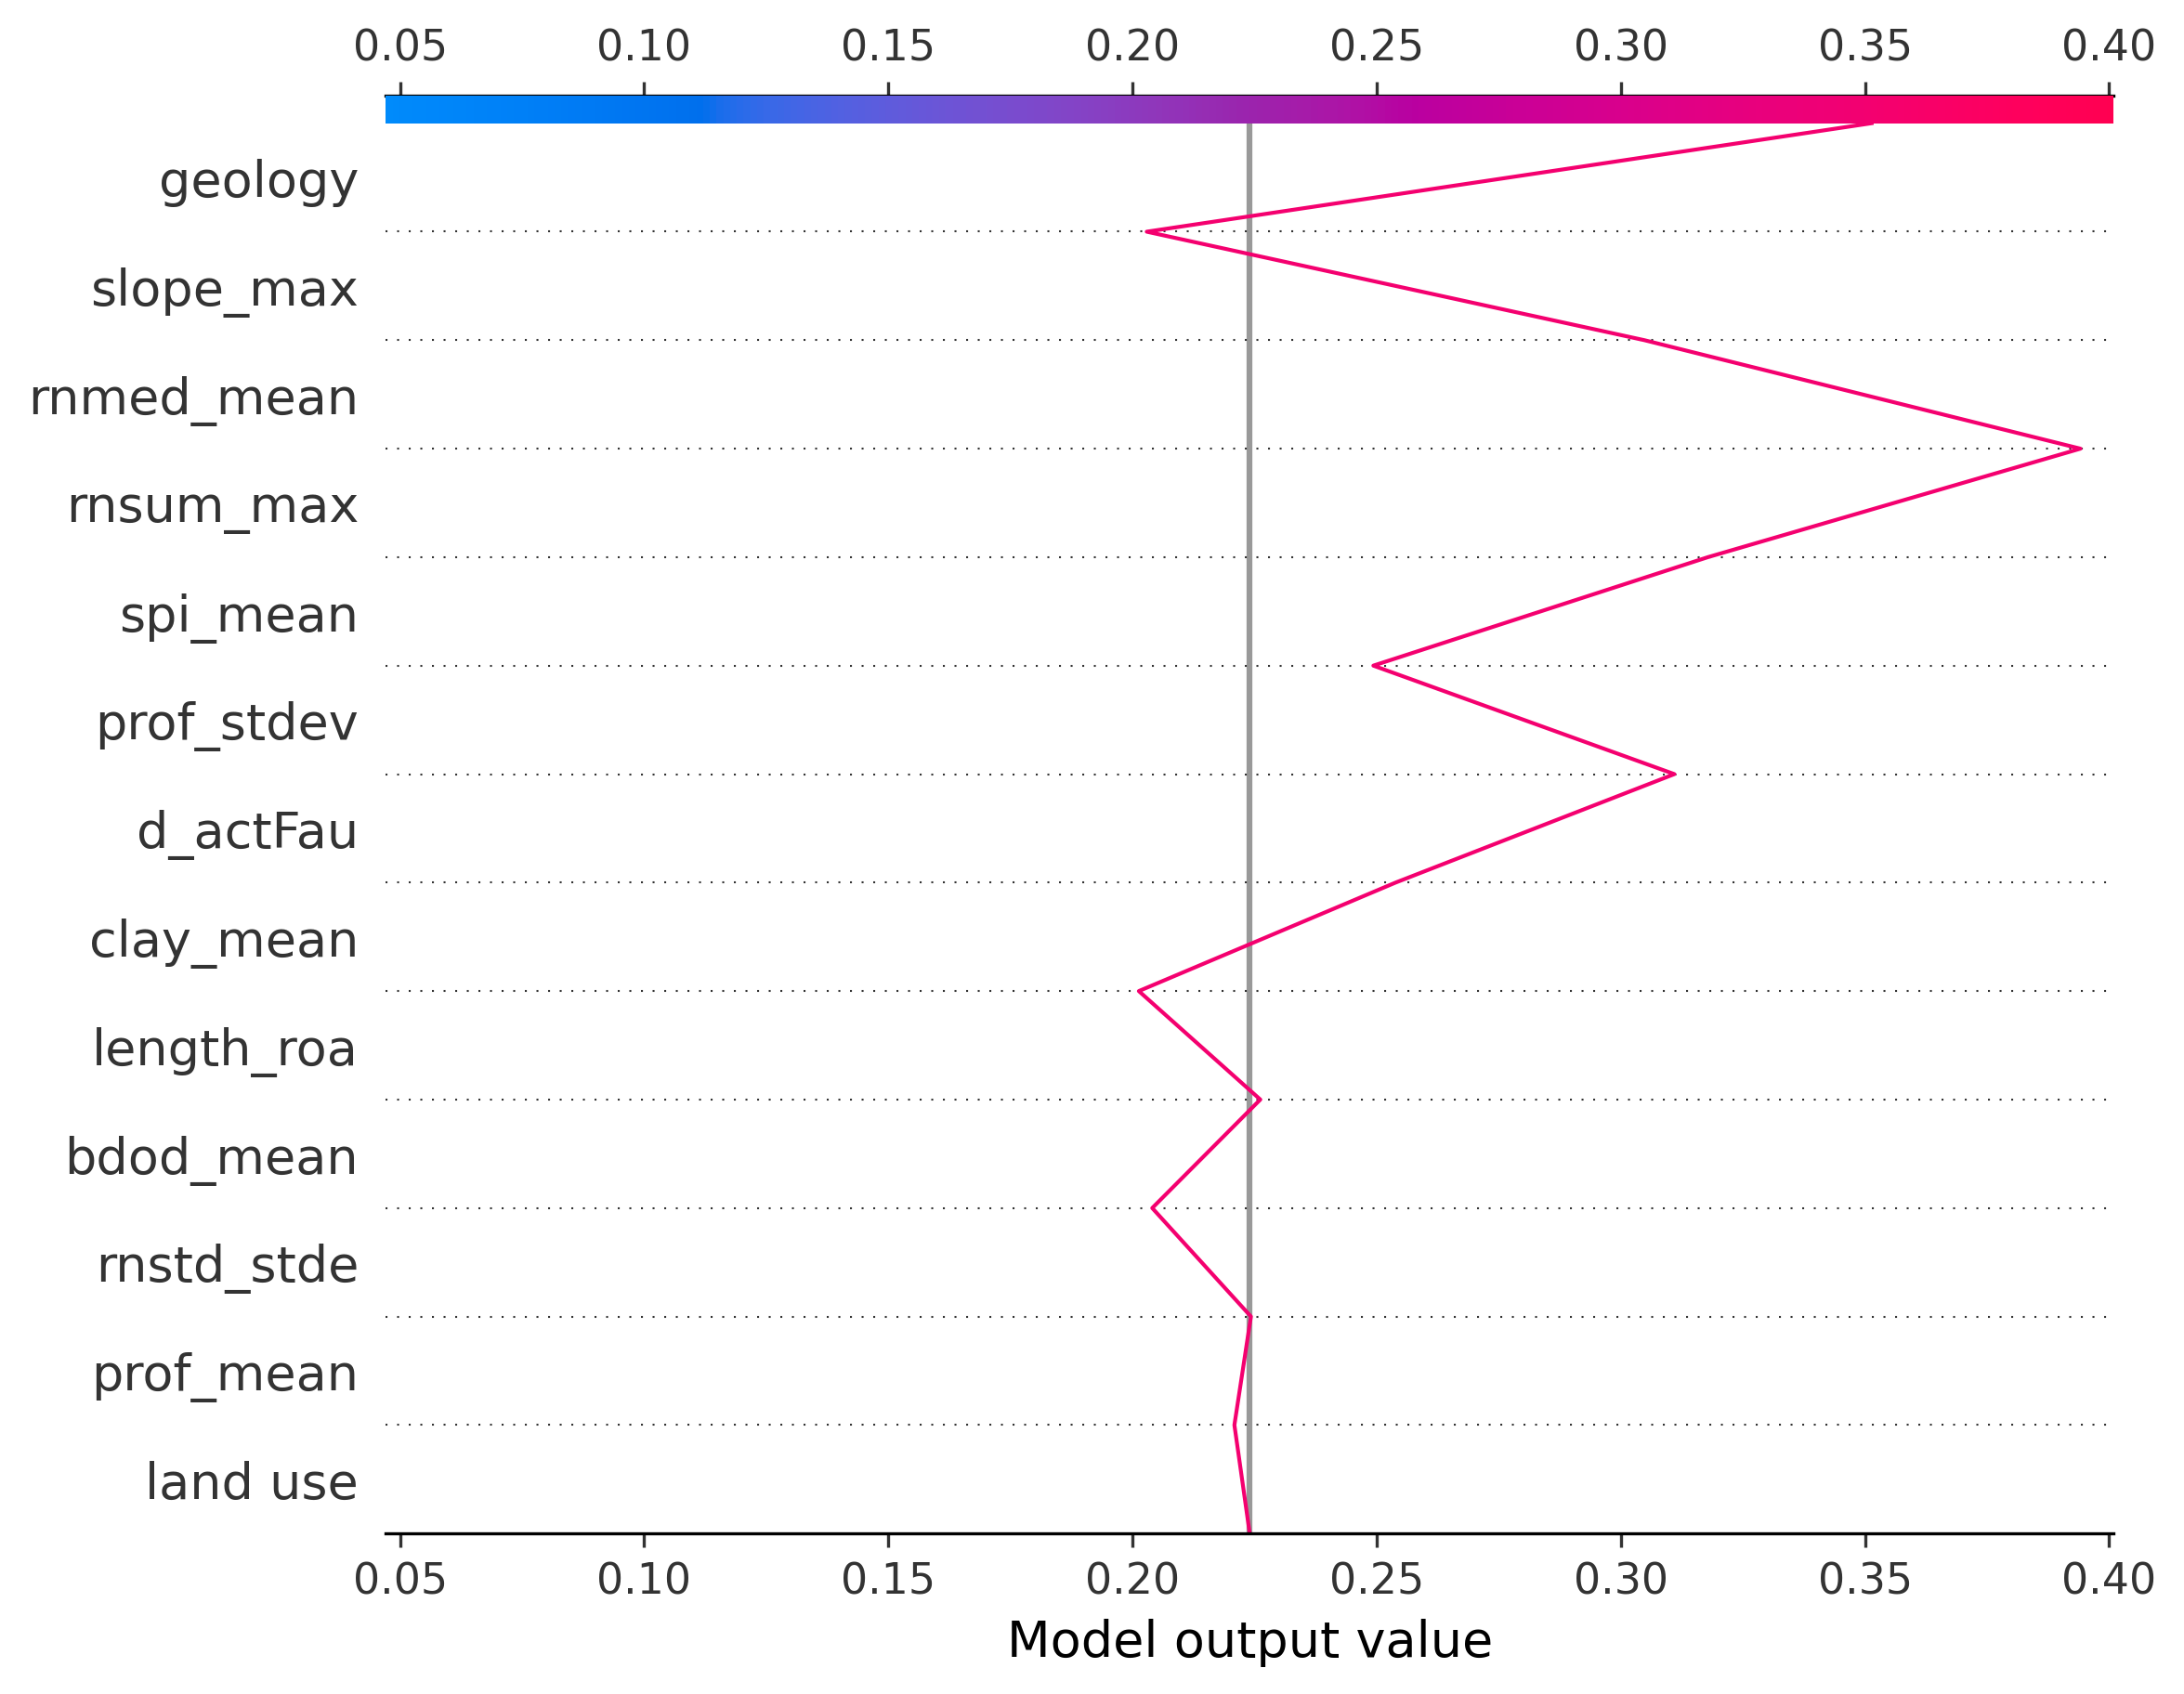 0.05 0.10 0.15 0.20 0.25 0.30 0.35 0.40
geology
slope_max
rnmed_mean
rnsum_max
spi_mean
prof_stdev
d_actFau
clay_mean
length_roa
bdod_mean
rnstd_stde
prof_mean
land use
0.05 0.10 0.15 0.20 0.25 0.30 0.35 0.40
Model output value